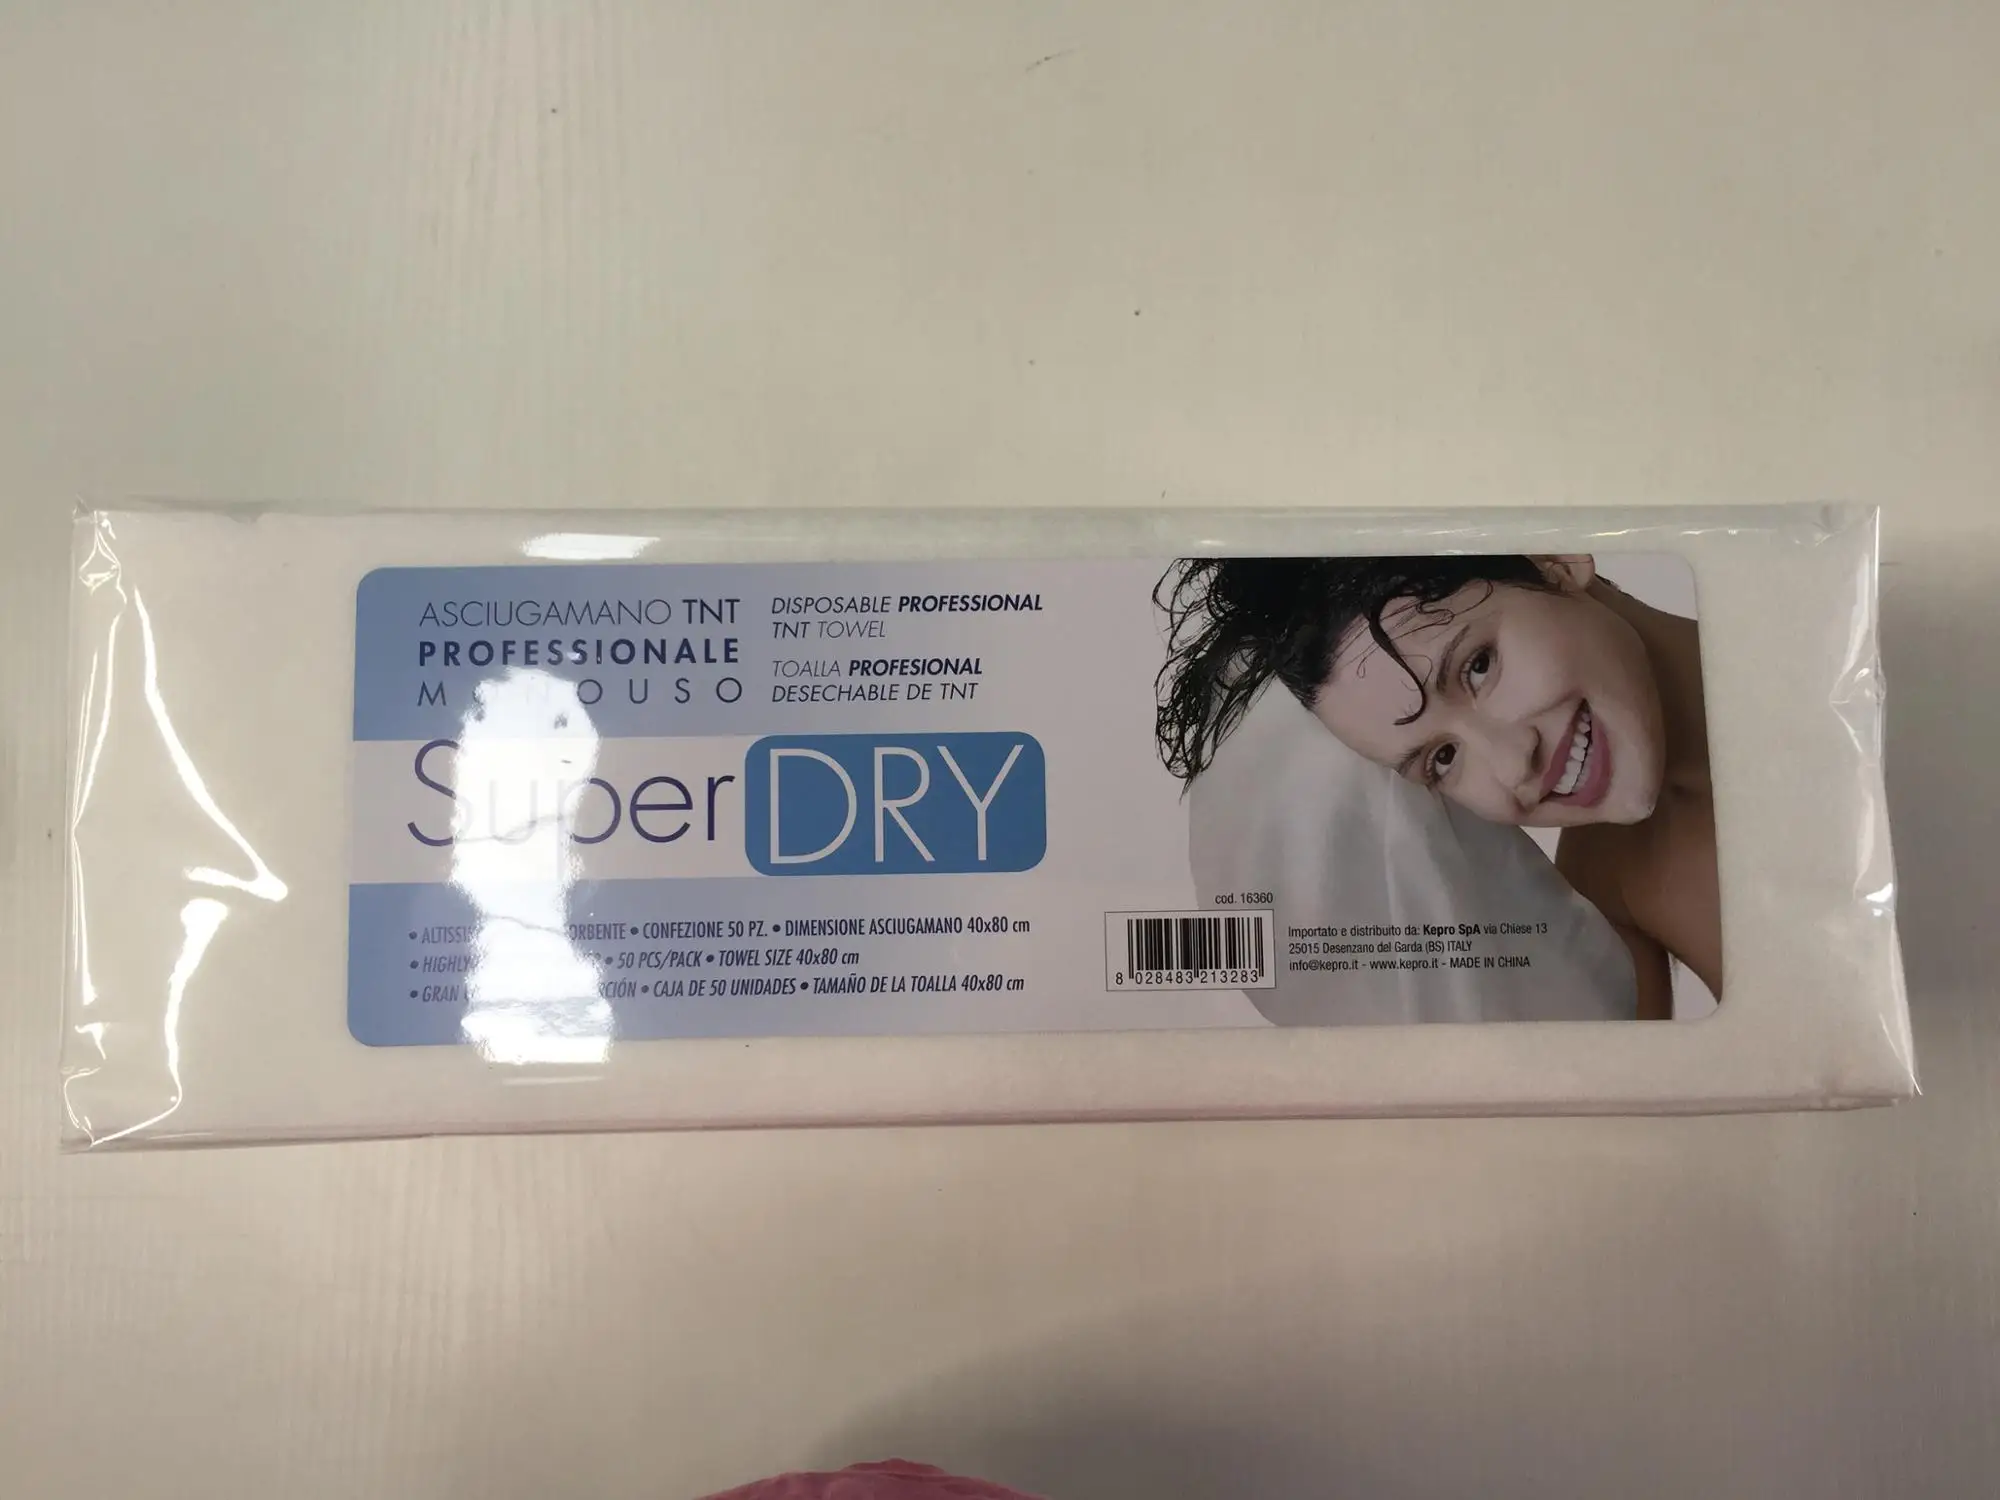 ASCIUGAMANO TNT
PROFESSIONALE
MONOUSO
DISPOSABLE PROFESSIONAL
TNT TOWEL
TOALLA PROFESIONAL
DESECHABLE DE TNT
Super DRY
• CONFEZIONE 50 PZ. • DIMENSIONE ASCIUGAMANO 40x80 cm
• HIGHLY • 50 PCS/PACK • TOWEL SIZE 40x80 cm
• GRAN • CAJA DE 50 UNIDADES • TAMAÑO DE LA TOALLA 40x80 cm
cod. 16360
8 028483 213283
Importato e distribuito da: Kepro SpA via Chiese 13
25015 Desenzano del Garda (BS) ITALY
info@kepro.it - www.kepro.it - MADE IN CHINA